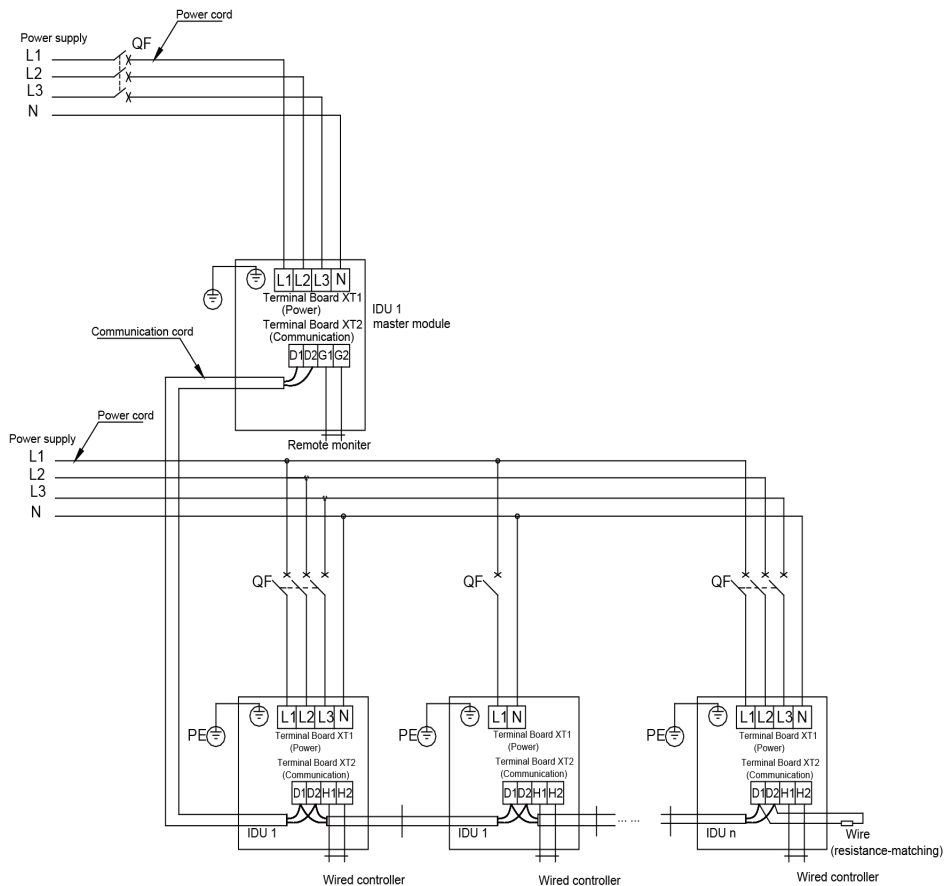 Power cord
Power supply
QF
L1
L2
L3
N
L1 L2 L3 N
Terminal Board XT1
(Power)
IDU 1
master module
Terminal Board XT2
(Communication)
D1 D2 G1 G2
Communication cord
Remote moniter
Power cord
Power supply
L1
L2
L3
N
QF
QF
QF
L1 L2 L3 N
PE
Terminal Board XT1
(Power)
Terminal Board XT2
(Communication)
D1 D2 H1 H2
IDU 1
Wired controller
L1 N
PE
Terminal Board XT1
(Power)
Terminal Board XT2
(Communication)
D1 D2 H1 H2
IDU 1
Wired controller
... ...
L1 L2 L3 N
PE
Terminal Board XT1
(Power)
Terminal Board XT2
(Communication)
D1 D2 H1 H2
IDU n
Wire
(resistance-matching)
Wired controller